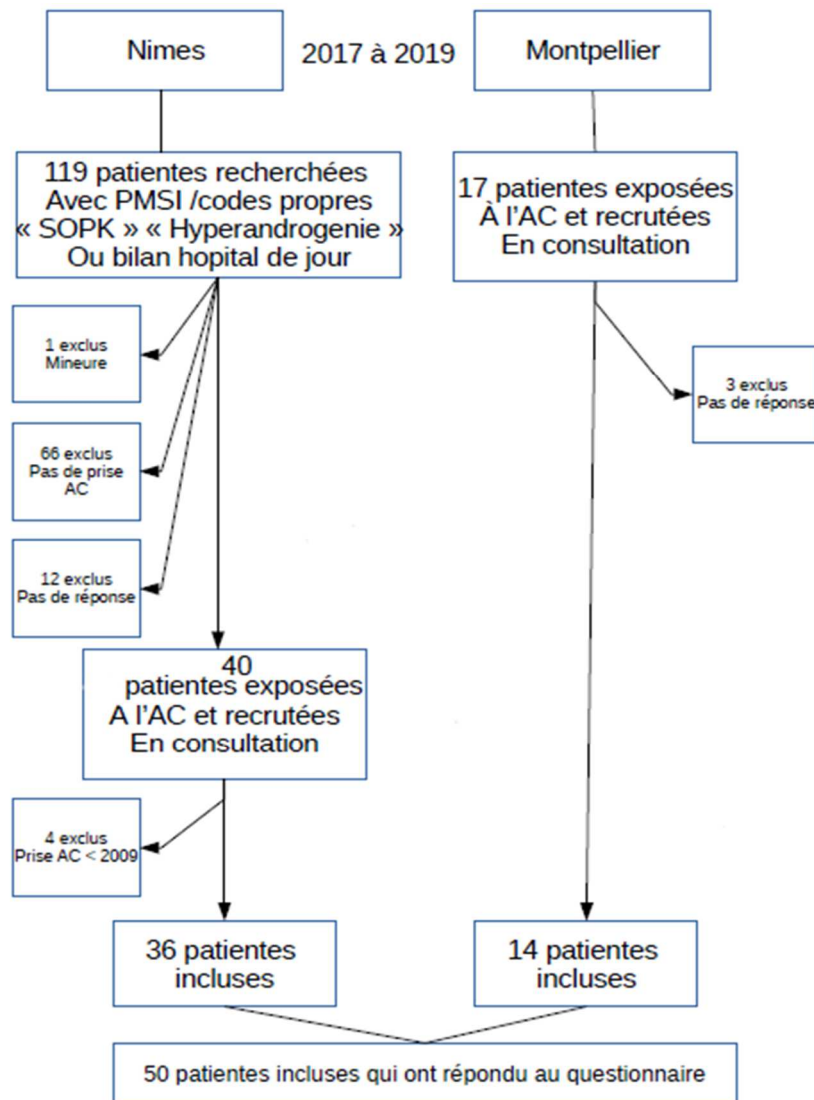 Nimes
2017 à 2019
Montpellier
119 patientes recherchées
Avec PMSI /codes propres
« SOPK » « Hyperandrogenie »
Ou bilan hopital de jour
17 patientes exposées
À l'AC et recrutées
En consultation
1 exclus
Mineure
3 exclus
Pas de réponse
66 exclus
Pas de prise
AC
12 exclus
Pas de réponse
40
patientes exposées
A l'AC et recrutées
En consultation
4 exclus
Prise AC < 2009
36 patientes
incluses
14 patientes
incluses
50 patientes incluses qui ont répondu au questionnaire